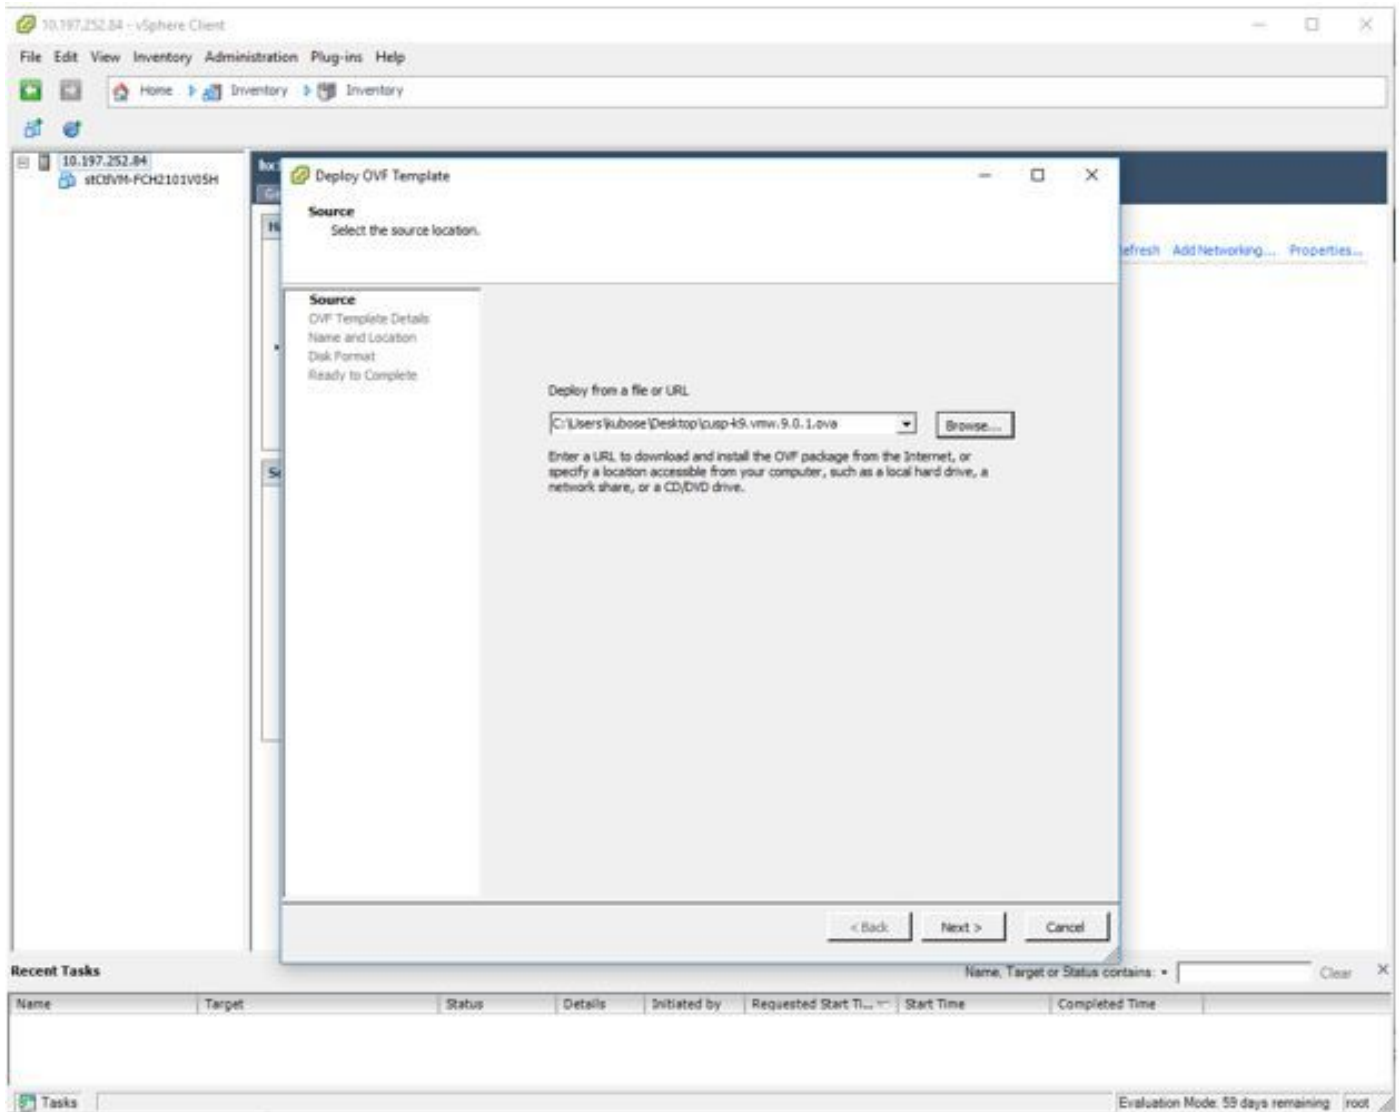 10.197.252.84 - vSphere Client
File Edit View Inventory Administration Plug-ins Help
Home Inventory Inventory
10.197.252.84
stCtlVM-FCH2101V05H
Deploy OVF Template
Source
Select the source location.
Refresh Add Networking... Properties...
Source
OVF Template Details
Name and Location
Disk Format
Ready to Complete
Deploy from a file or URL
C:\Users\kubose\Desktop\cusp-k9.vmw.9.0.1.ova
Browse...
Enter a URL to download and install the OVF package from the Internet, or
specify a location accessible from your computer, such as a local hard drive, a
network share, or a CD/DVD drive.
< Back Next > Cancel
Recent Tasks Name, Target or Status contains: Clear
Name Target Status Details Initiated by Requested Start Ti... Start Time Completed Time
Tasks Evaluation Mode: 59 days remaining root